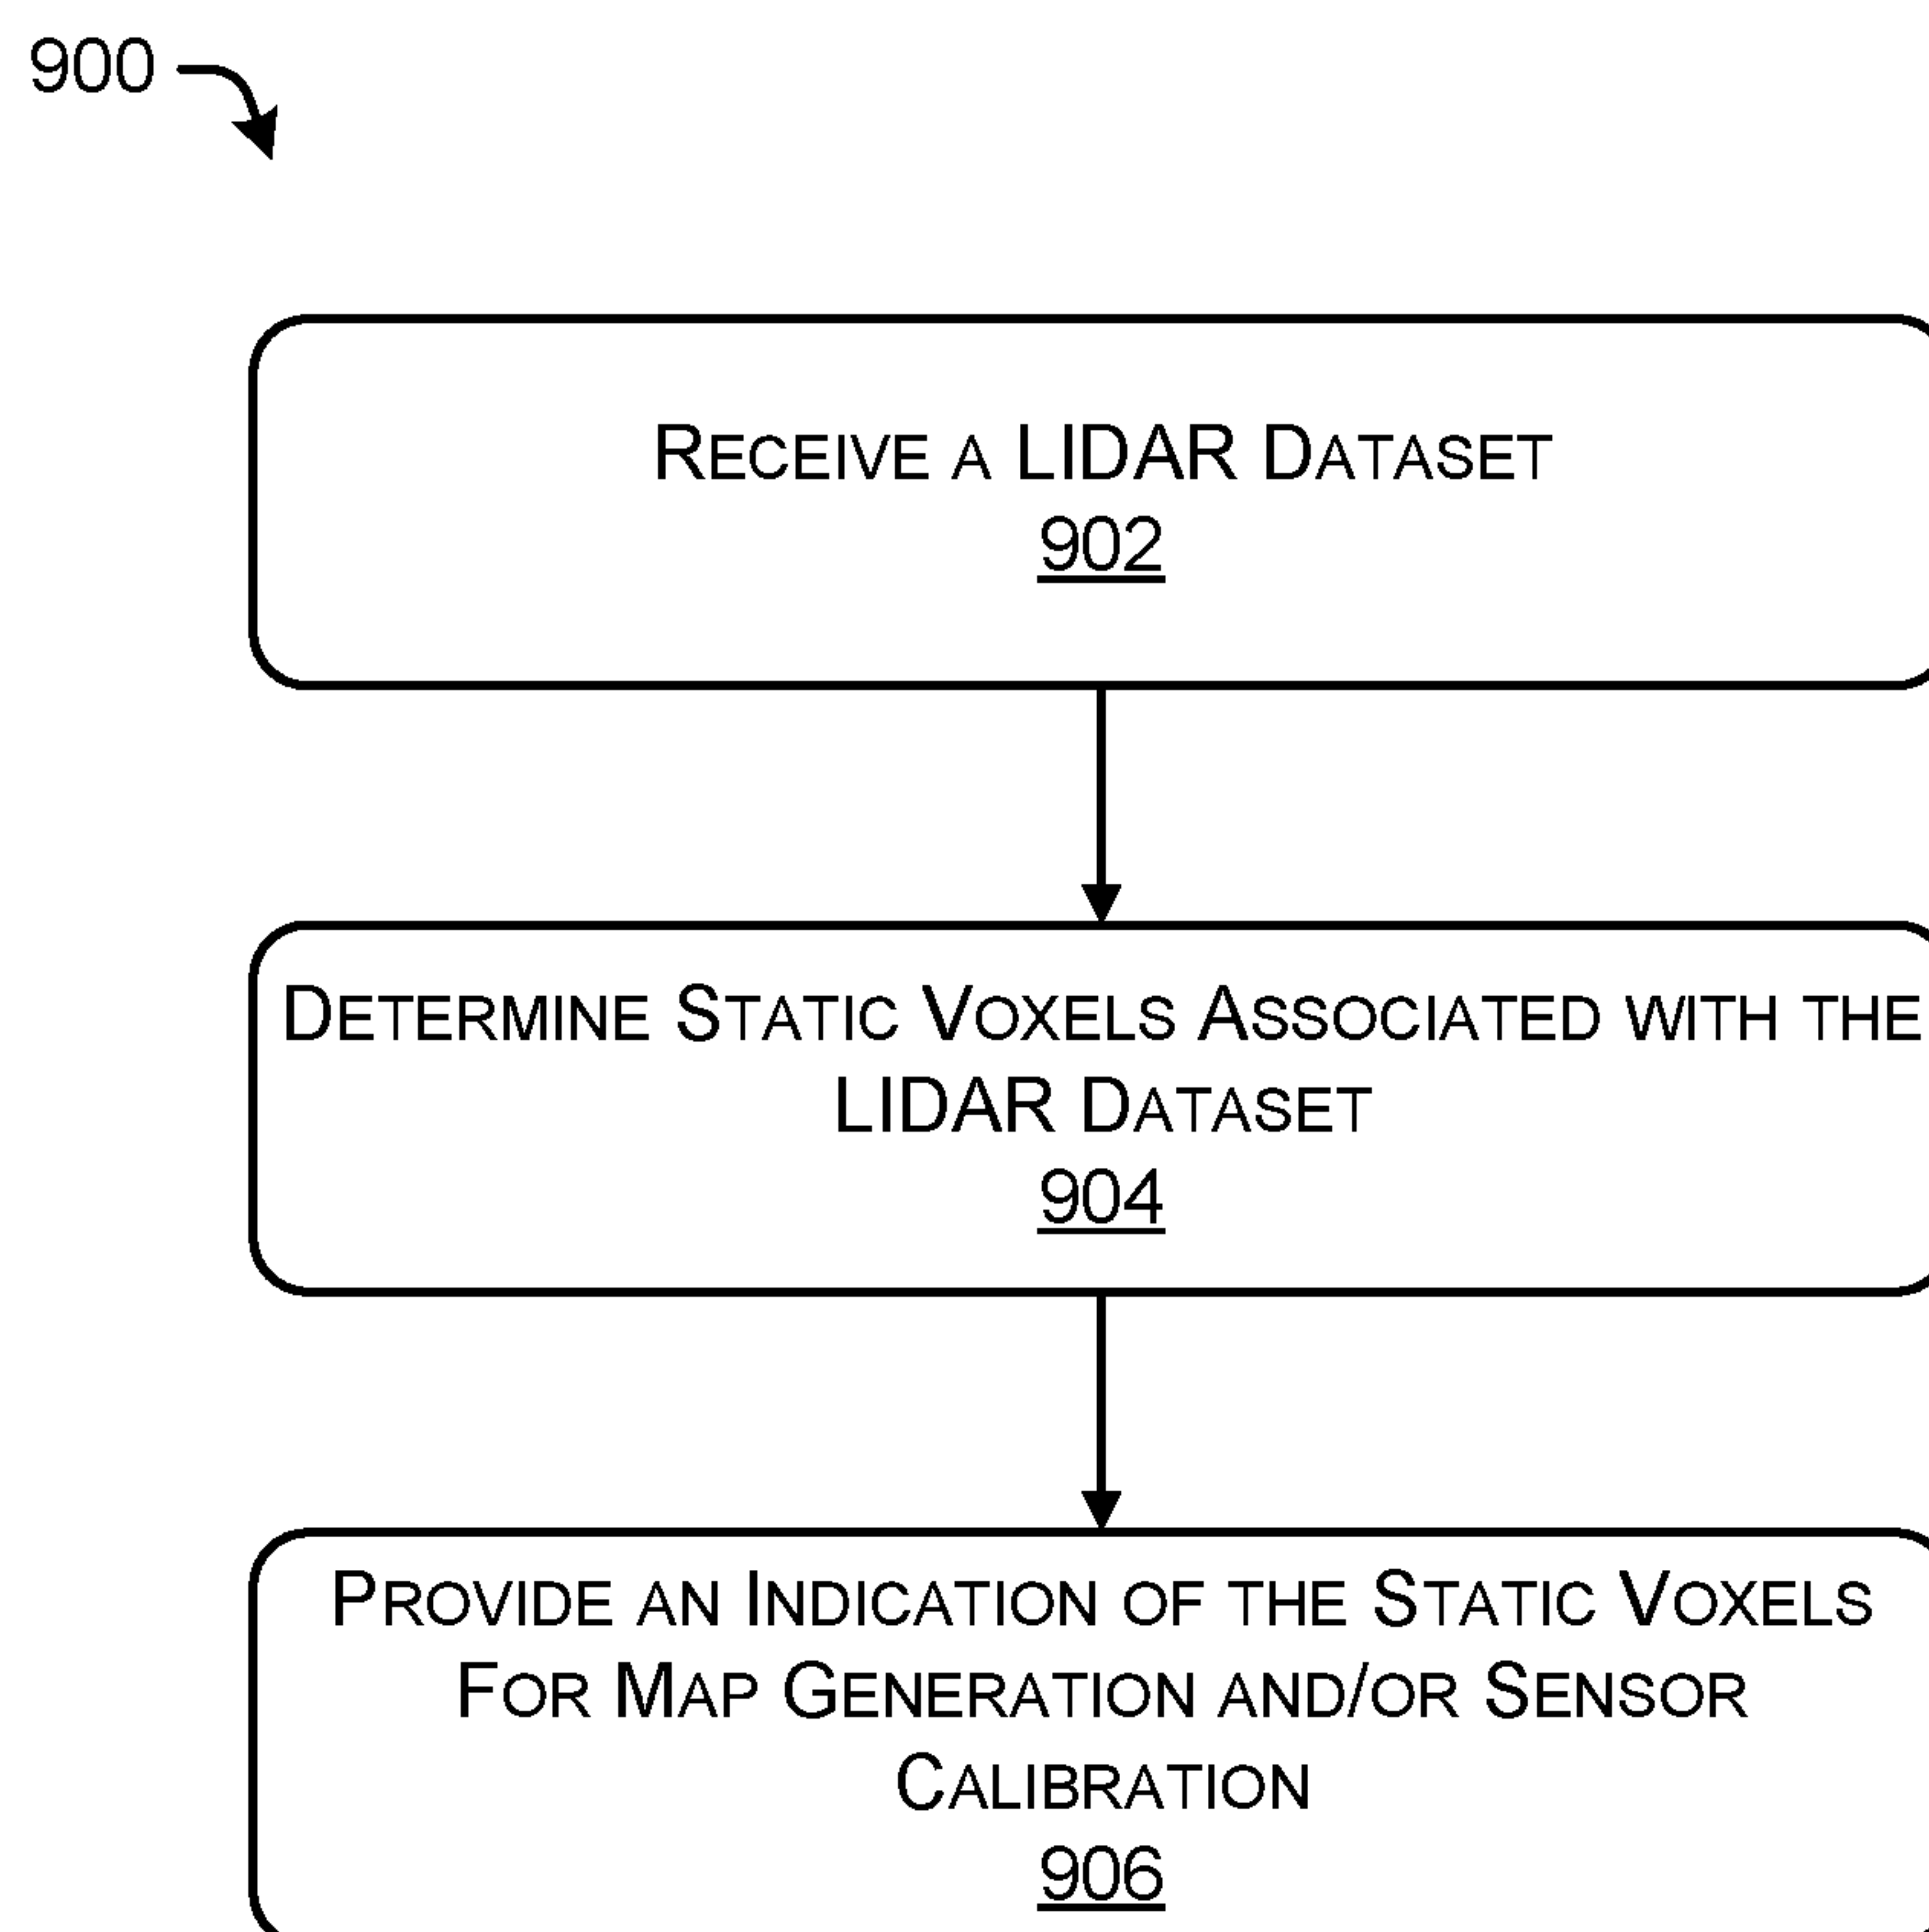 900
RECEIVE A LIDAR DATASET
902
DETERMINE STATIC VOXELS ASSOCIATED WITH THE
LIDAR DATASET
904
PROVIDE AN INDICATION OF THE STATIC VOXELS
FOR MAP GENERATION AND/OR SENSOR
CALIBRATION
906